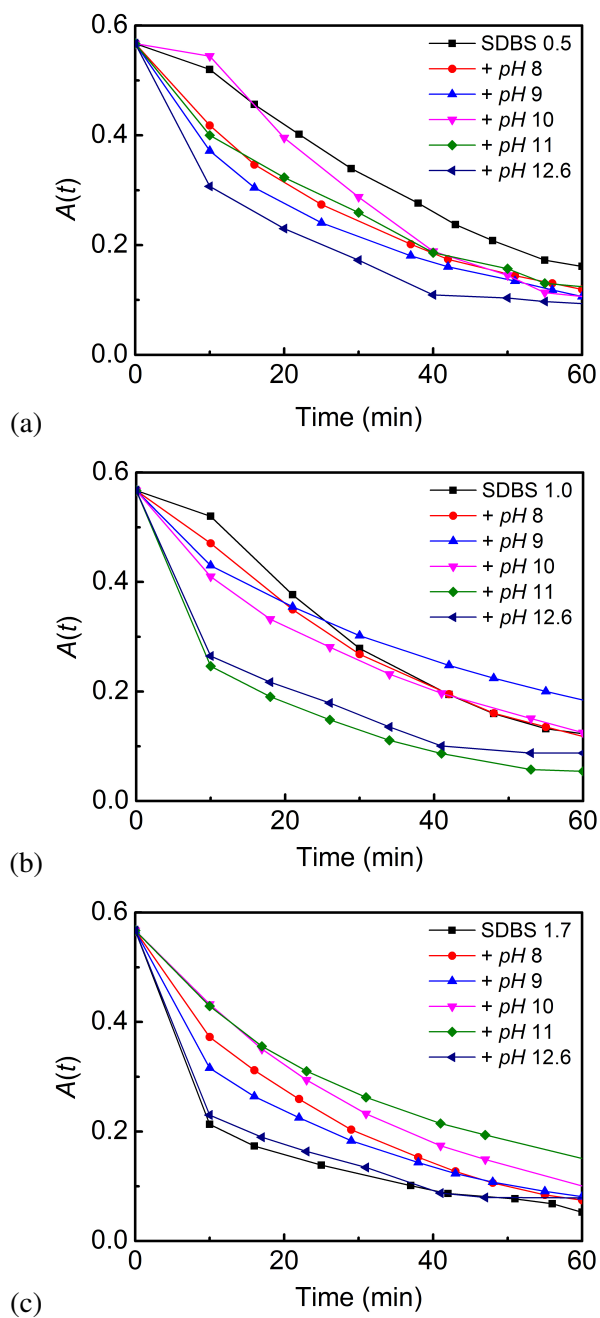 0.6
0.4
0.2
0.0
A(t)
SDBS 0.5
+ pH 8
+ pH 9
+ pH 10
+ pH 11
+ pH 12.6
0 20 40 60
Time (min)
(a)
0.6
0.4
0.2
0.0
A(t)
SDBS 1.0
+ pH 8
+ pH 9
+ pH 10
+ pH 11
+ pH 12.6
0 20 40 60
Time (min)
(b)
0.6
0.4
0.2
0.0
A(t)
SDBS 1.7
+ pH 8
+ pH 9
+ pH 10
+ pH 11
+ pH 12.6
0 20 40 60
Time (min)
(c)